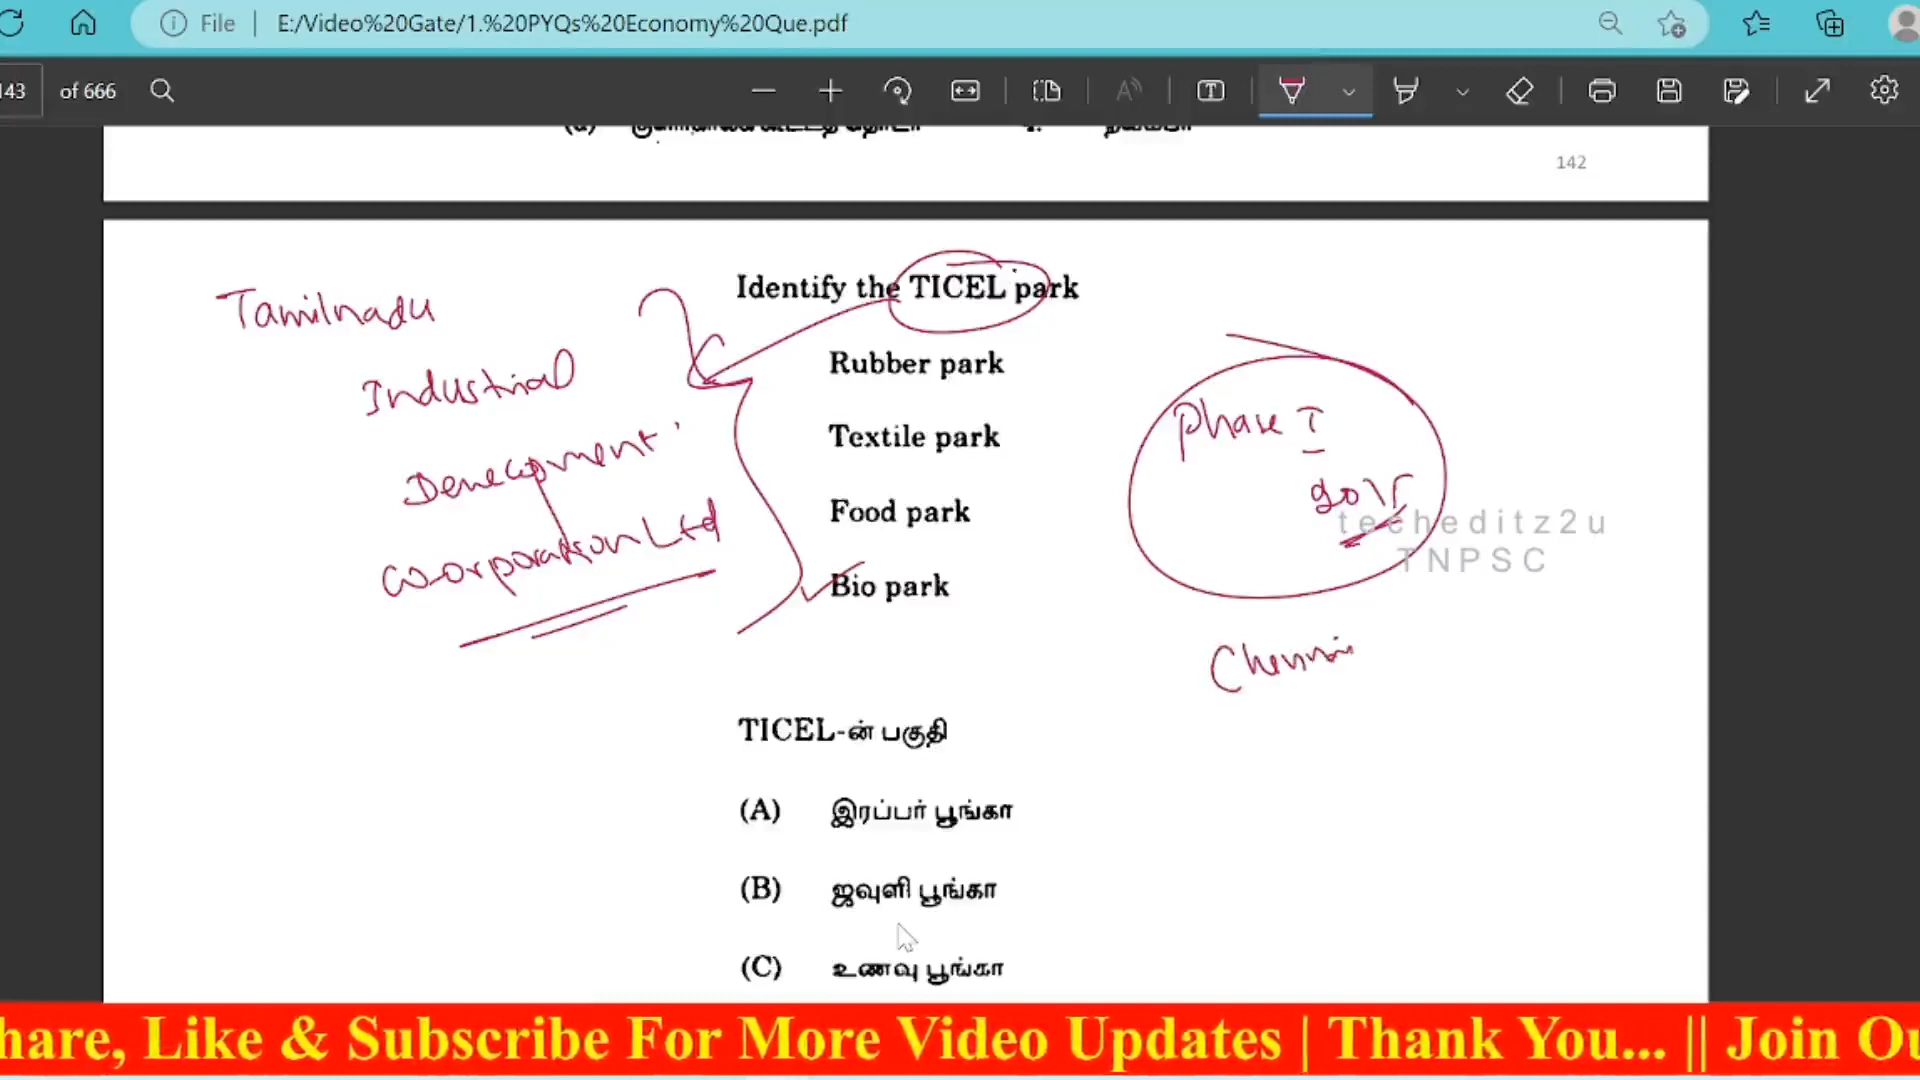 File | E:/Video%20Gate/1.%20PYQs%20Economy%20Que.pdf
143 of 666
142
Identify the TICEL park
Rubber park
Textile park
Food park
Bio park
Tamilnadu
Industrial
Corporation Ltd
Phase I
Chennai
techeditz2u
TNPSC
TICEL-ன் பகுதி
(A) இரப்பர் பூங்கா
(B) ஜவுளி பூங்கா
(C) உணவு பூங்கா
hare, Like & Subscribe For More Video Updates | Thank You... || Join Ou